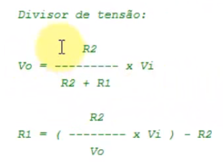 Divisor de tensão:
R2
Vo = --------- x Vi
R2 + R1
R2
R1 = ( -------- x Vi ) - R2
Vo